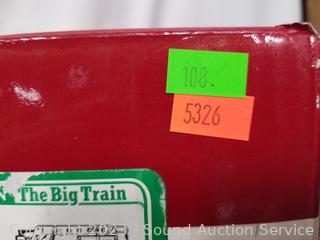 108.
5326
The Big Train
Sound Auction Service